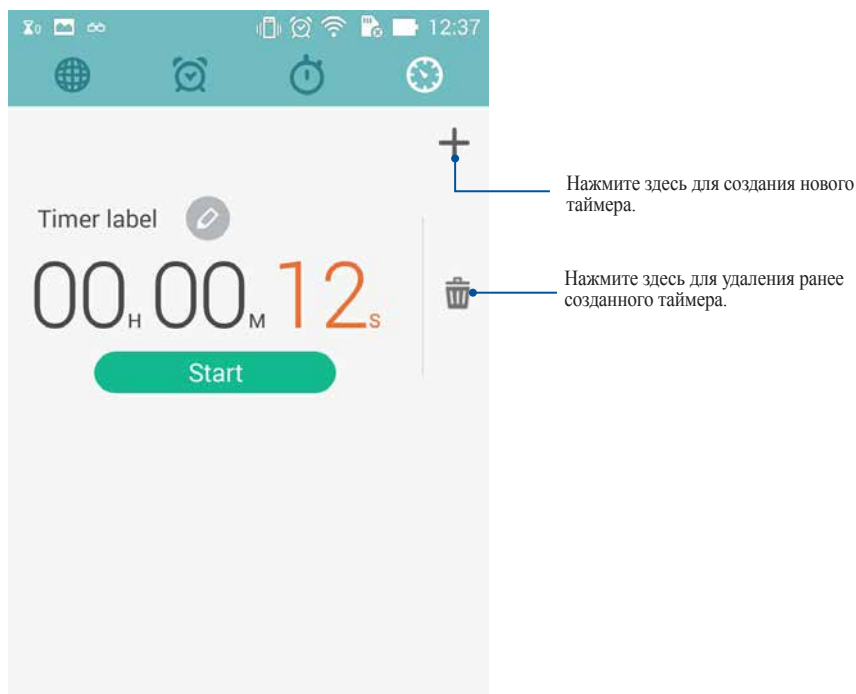 12:37
Нажмите здесь для создания нового
таймера.
Timer label
00H 00M 12S
Нажмите здесь для удаления ранее
созданного таймера.
Start